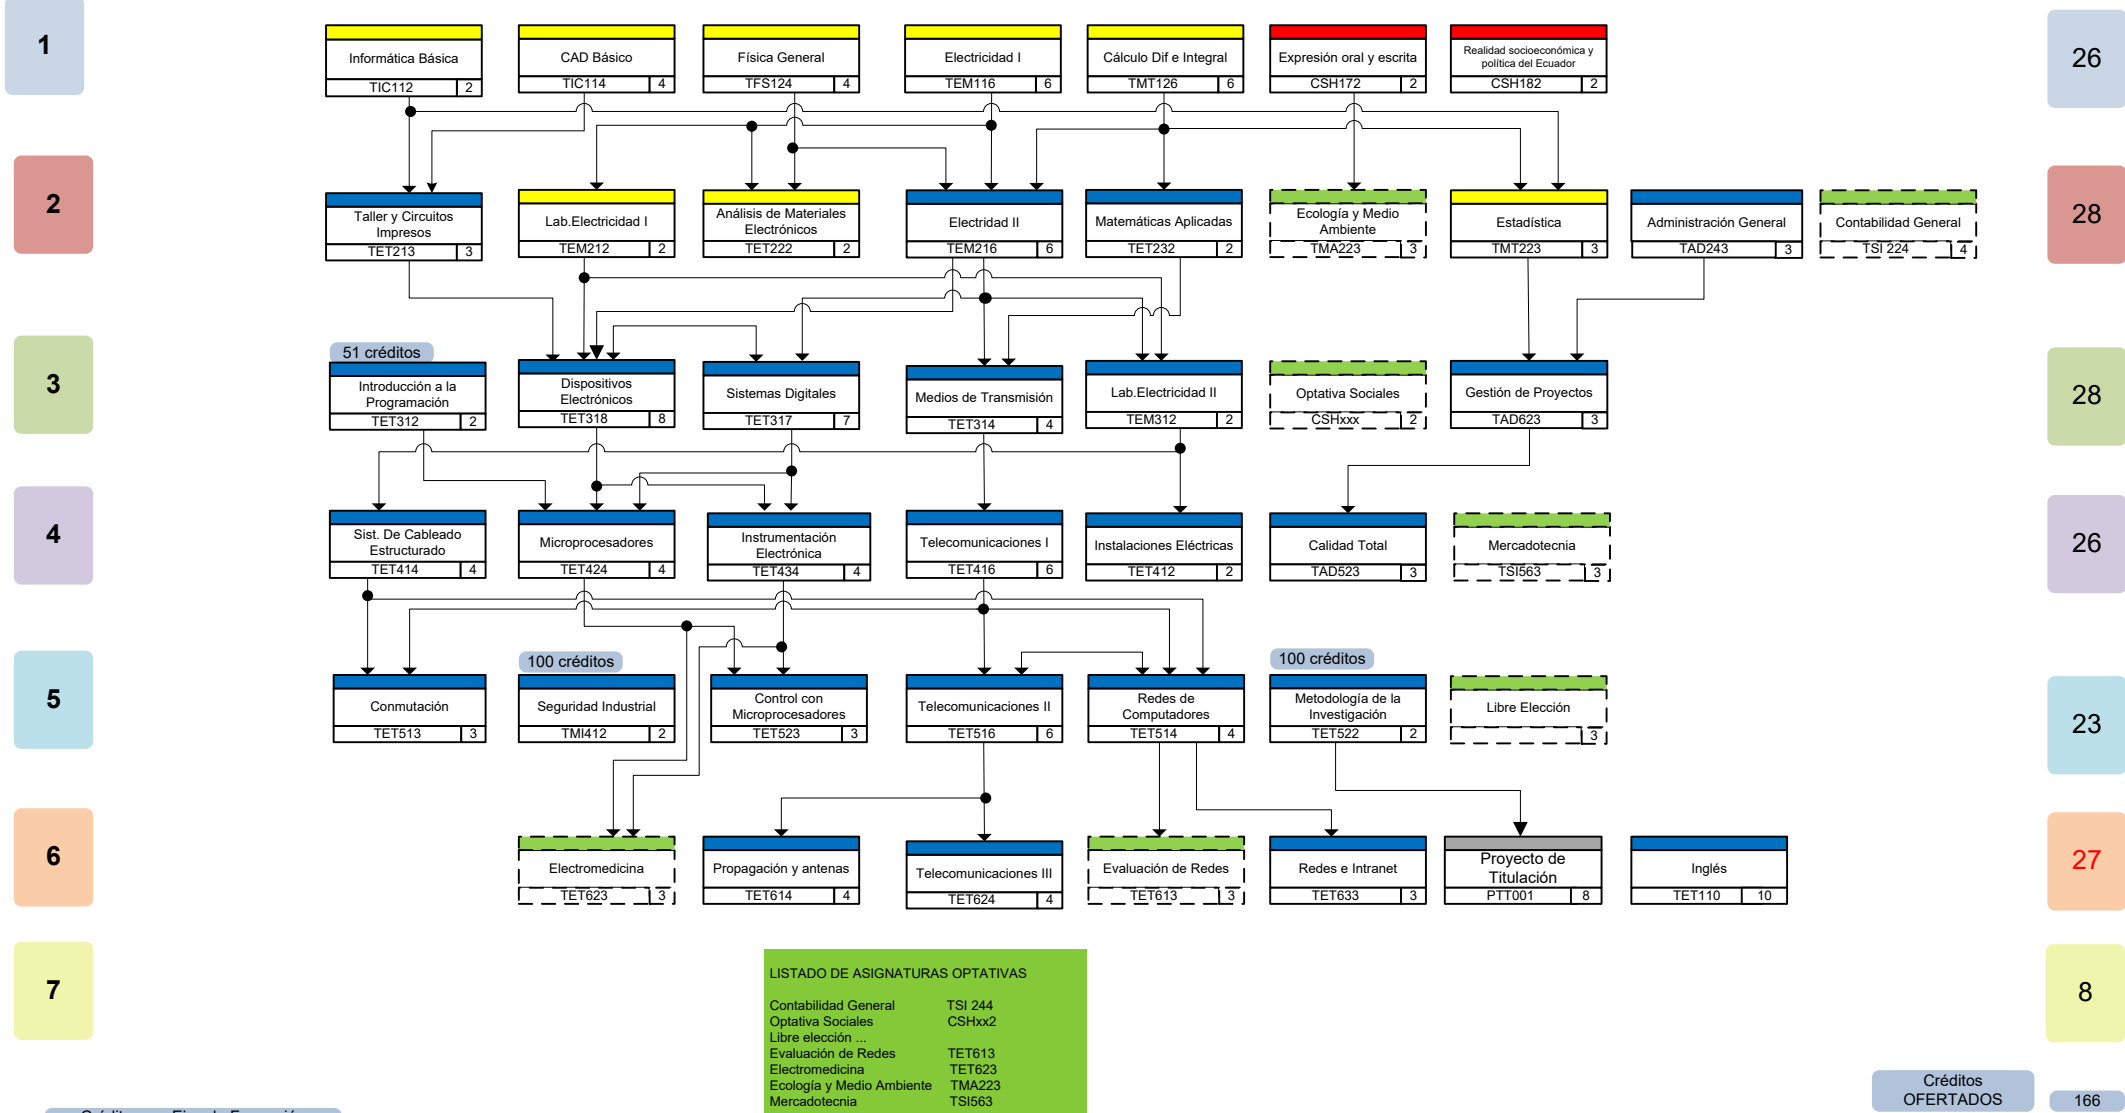 1
Informática Básica
TIC112 2
CAD Básico
TIC114 4
Física General
TFS124 4
Electricidad I
TEM116 6
Cálculo Dif e Integral
TMT126 6
Expresión oral y escrita
CSH172 2
Realidad socioeconómica y
política del Ecuador
CSH182 2
26
2
Taller y Circuitos
Impresos
TET213 3
Lab.Electricidad I
TEM212 2
Análisis de Materiales
Electrónicos
TET222 2
Electridad II
TEM216 6
Matemáticas Aplicadas
TET232 2
Ecología y Medio
Ambiente
TMA223 3
Estadística
TMT223 3
Administración General
TAD243 3
Contabilidad General
TSI 224 4
28
3
51 créditos
Introducción a la
Programación
TET312 2
Dispositivos
Electrónicos
TET318 8
Sistemas Digitales
TET317 7
Medios de Transmisión
TET314 4
Lab.Electricidad II
TEM312 2
Optativa Sociales
CSHxxx 2
Gestión de Proyectos
TAD623 3
28
4
Sist. De Cableado
Estructurado
TET414 4
Microprocesadores
TET424 4
Instrumentación
Electrónica
TET434 4
Telecomunicaciones I
TET416 6
Instalaciones Eléctricas
TET412 2
Calidad Total
TAD523 3
Mercadotecnia
TSI563 3
26
5
Conmutación
TET513 3
100 créditos
Seguridad Industrial
TMI412 2
Control con
Microprocesadores
TET523 3
Telecomunicaciones II
TET516 6
Redes de
Computadores
TET514 4
100 créditos
Metodología de la
Investigación
TET522 2
Libre Elección
3
23
6
Electromedicina
TET623 3
Propagación y antenas
TET614 4
Telecomunicaciones III
TET624 4
Evaluación de Redes
TET613 3
Redes e Intranet
TET633 3
Proyecto de
Titulación
PTT001 8
Inglés
TET110 10
27
7
8
LISTADO DE ASIGNATURAS OPTATIVAS
Contabilidad General TSI 244
Optativa Sociales CSHxx2
Libre elección ...
Evaluación de Redes TET613
Electromedicina TET623
Ecología y Medio Ambiente TMA223
Mercadotecnia TSI563
Créditos
OFERTADOS 166